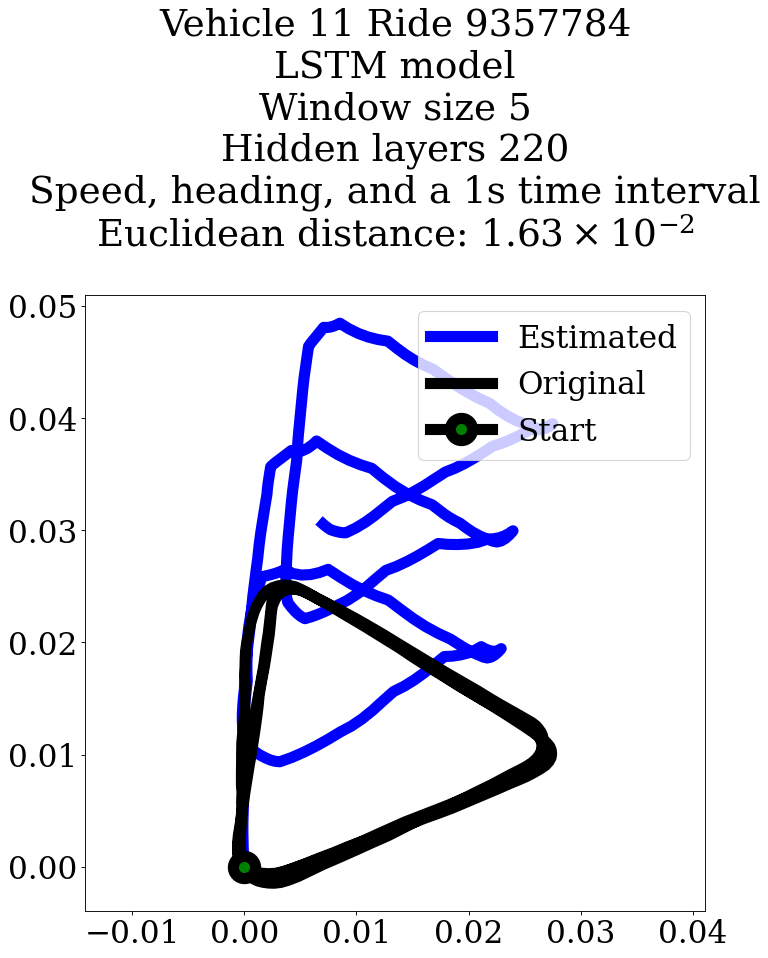 Vehicle 11 Ride 9357784
LSTM model
Window size 5
Hidden layers 220
Speed, heading, and a 1s time interval
Euclidean distance: 1.63 × 10⁻²
0.05
0.04
0.03
0.02
0.01
0.00
Estimated
Original
Start
−0.01 0.00 0.01 0.02 0.03 0.04